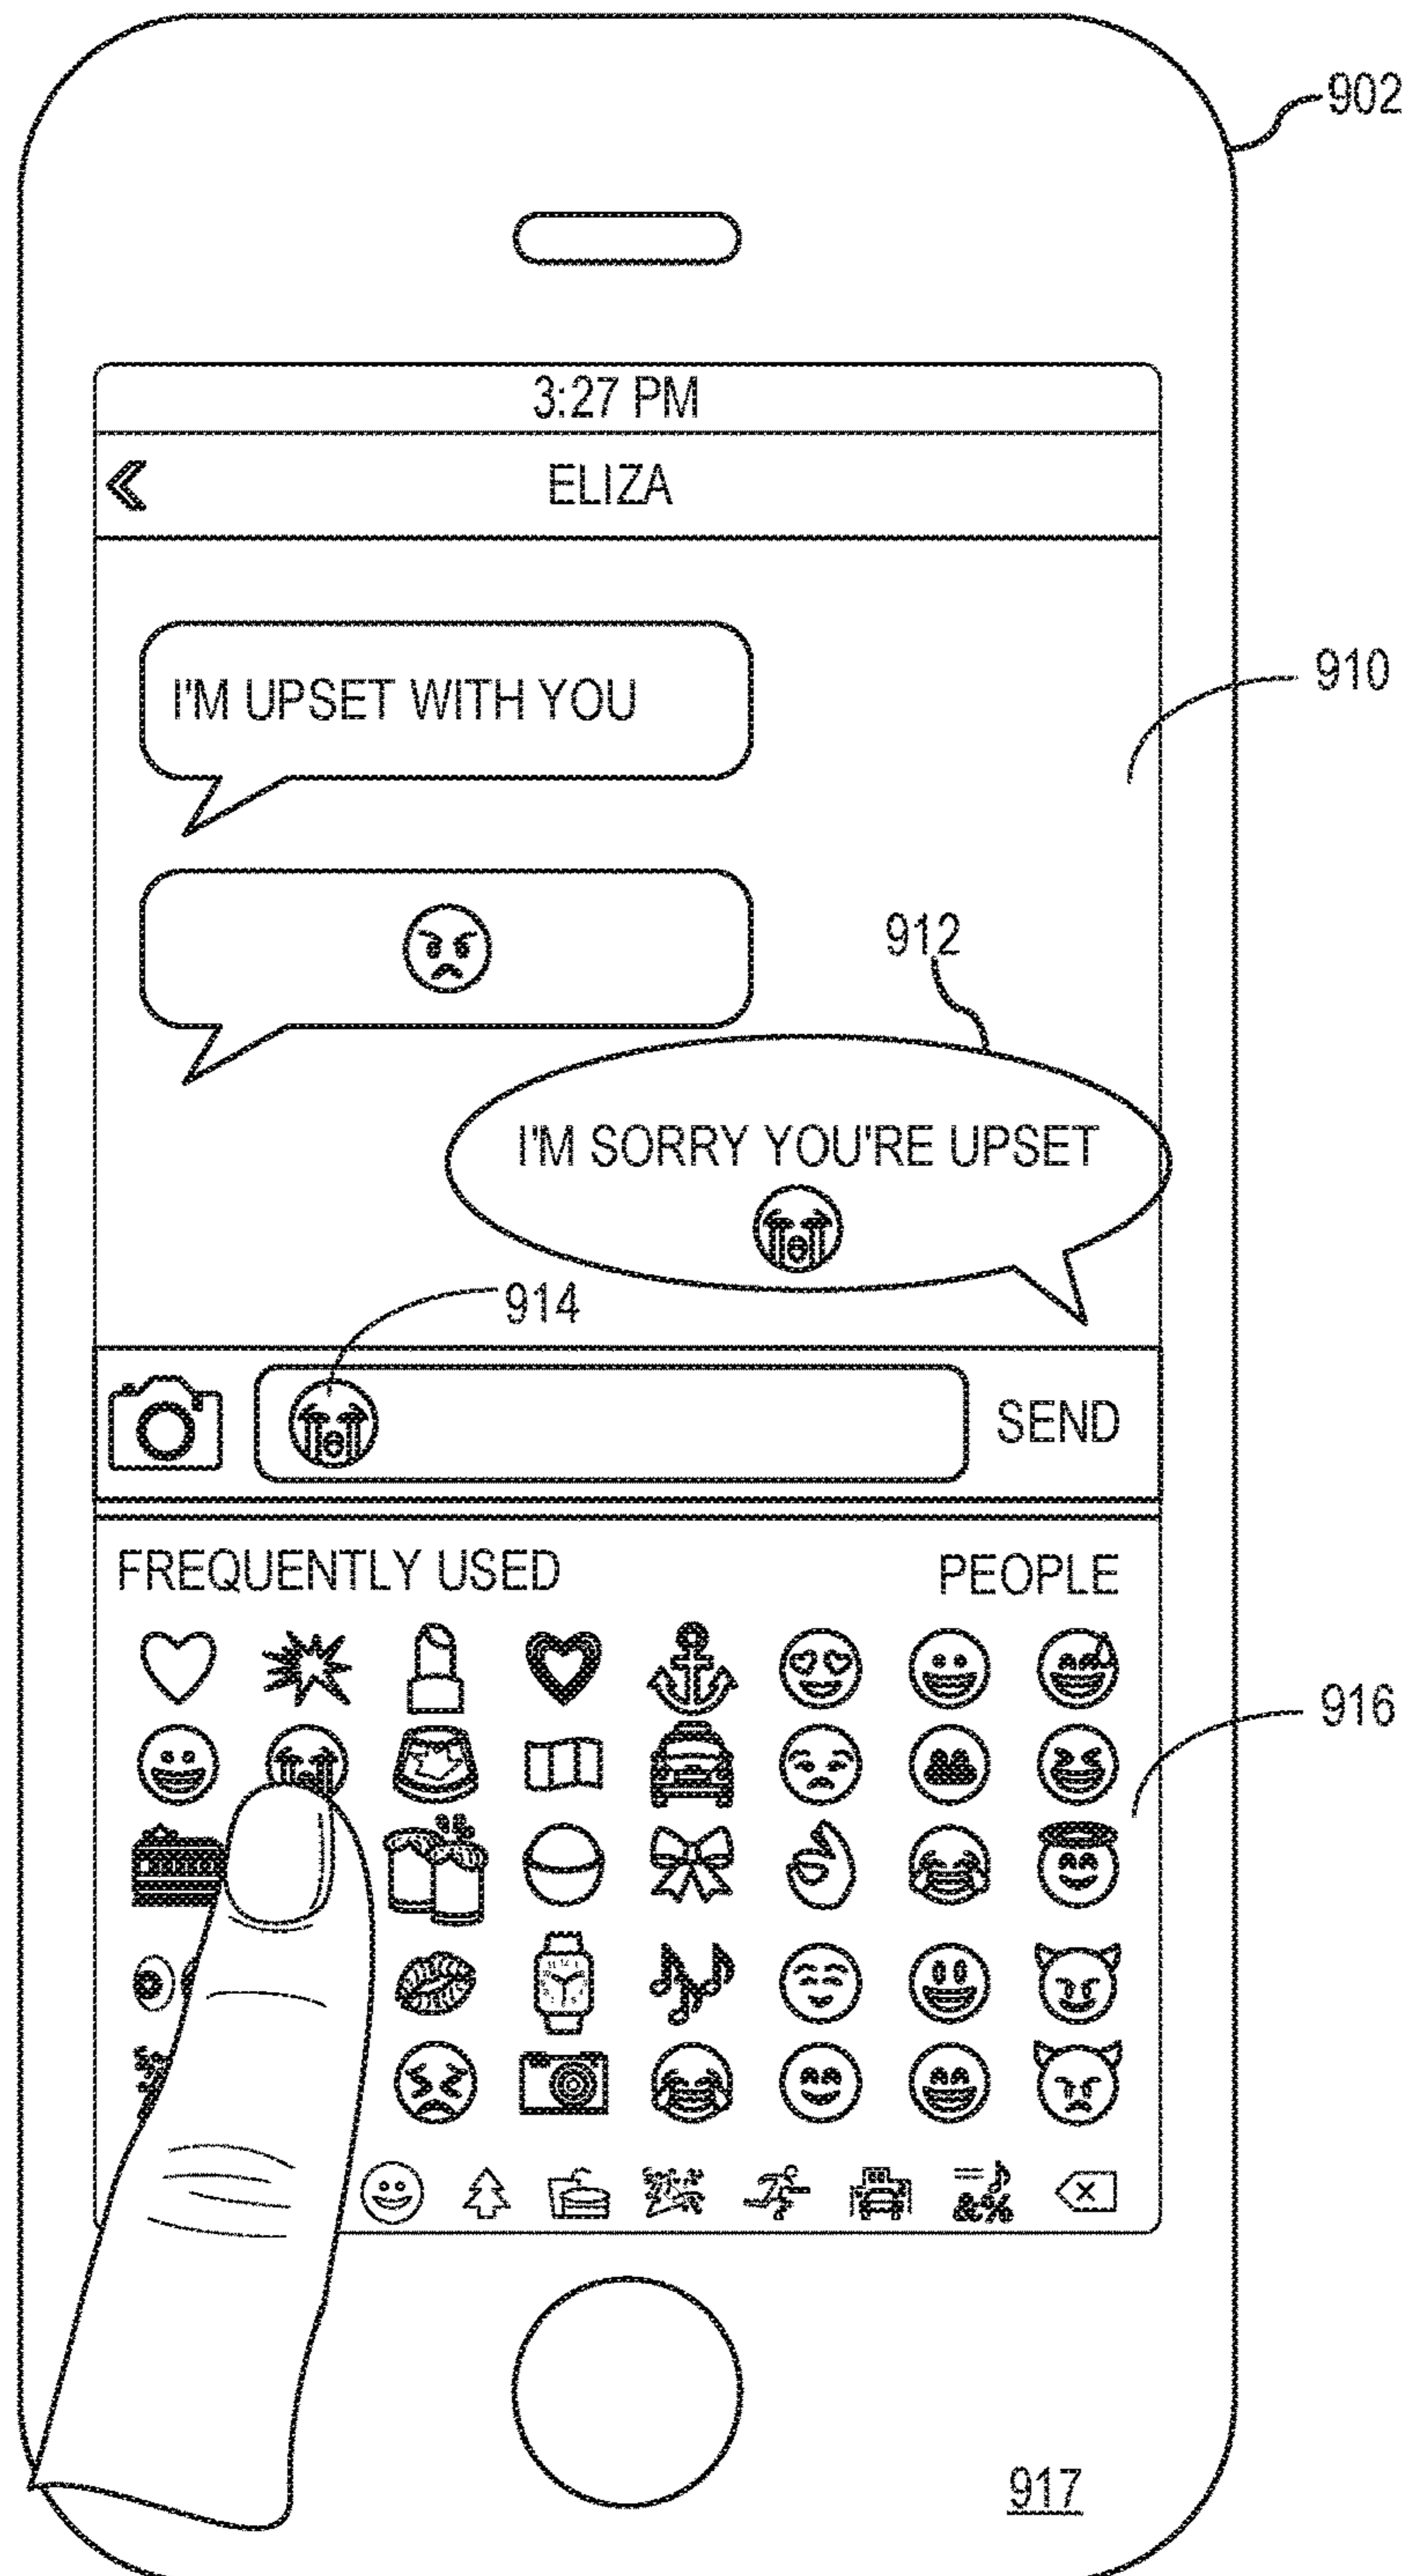 902
3:27 PM
ELIZA
I'M UPSET WITH YOU
910
912
I'M SORRY YOU'RE UPSET
914
SEND
FREQUENTLY USED PEOPLE
916
&%
917